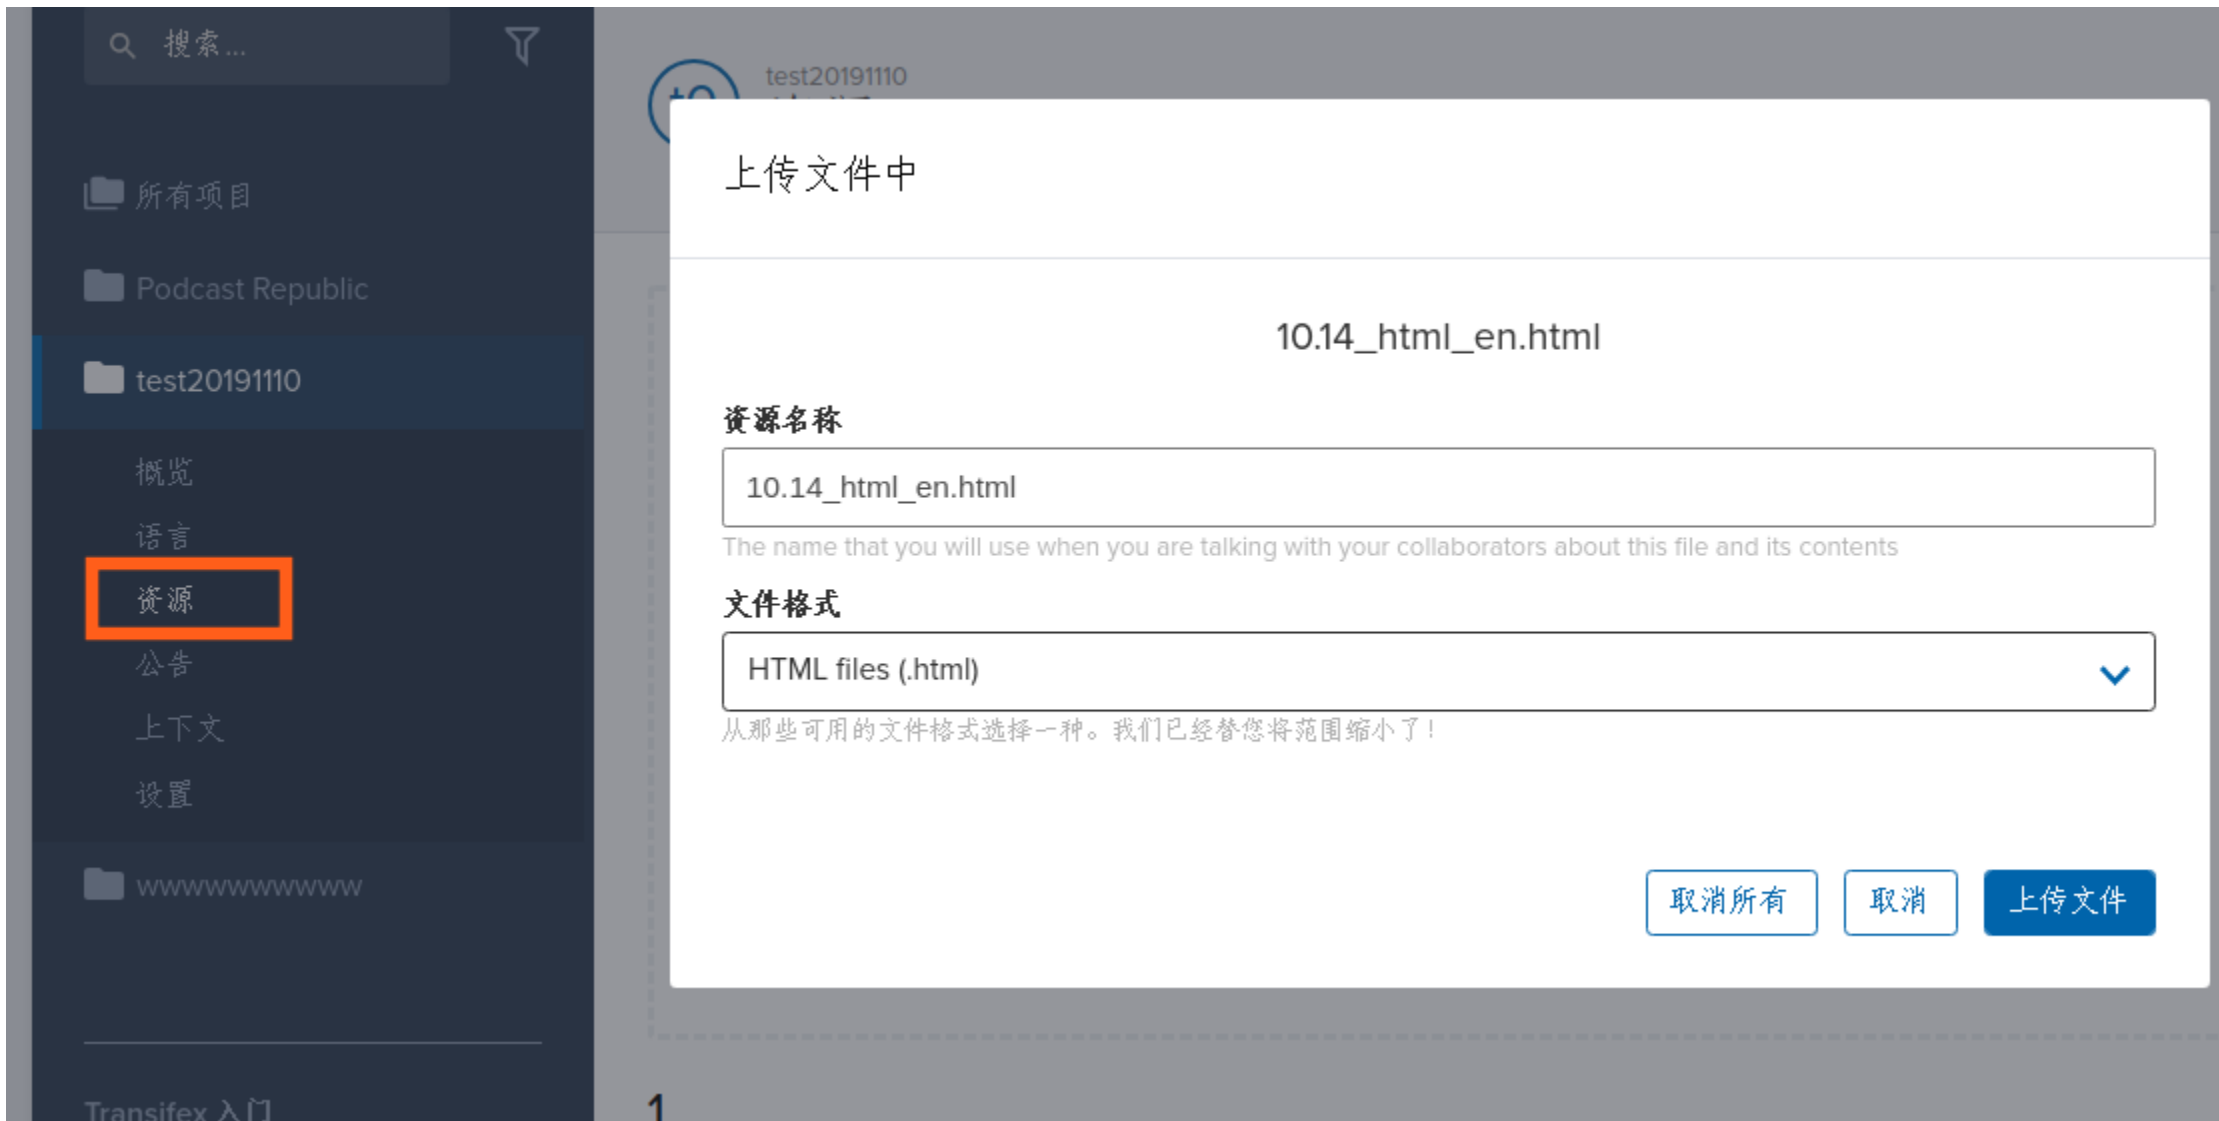 搜索...
所有项目
Podcast Republic
test20191110
概览
语言
资源
公告
上下文
设置
wwwwwwwwww
Transifex 入门
test20191110
上传文件中
10.14_html_en.html
资源名称
10.14_html_en.html
The name that you will use when you are talking with your collaborators about this file and its contents
文件格式
HTML files (.html)
从那些可用的文件格式选择一种。我们已经替您将范围缩小了!
取消所有
取消
上传文件
1